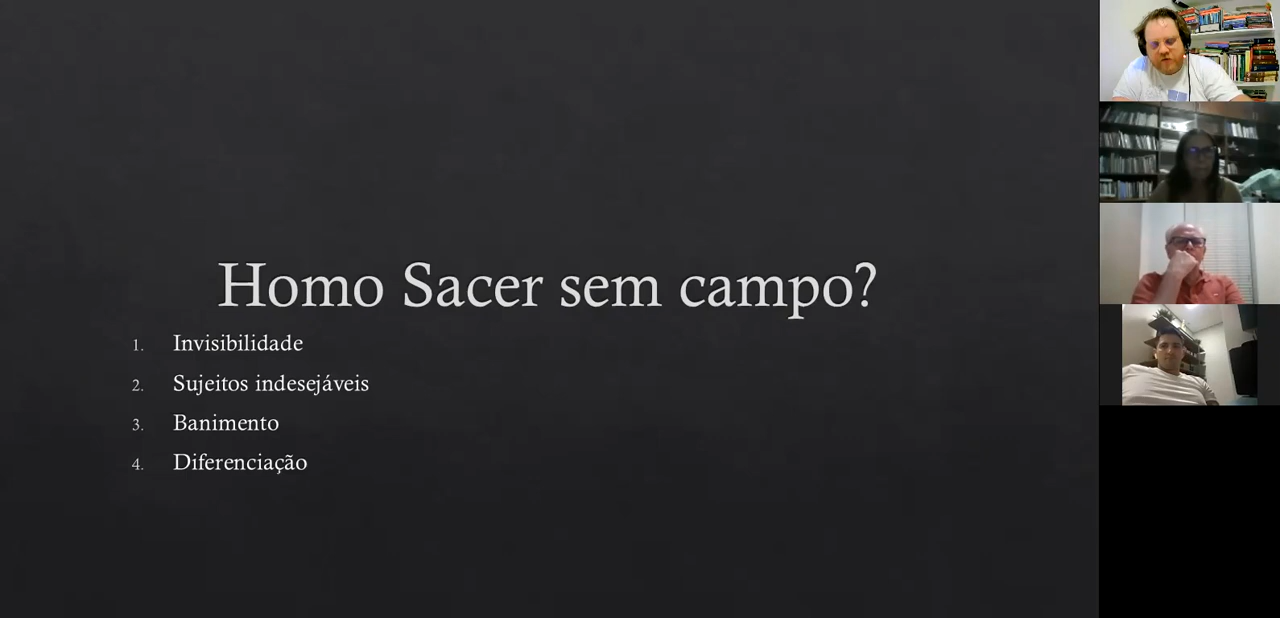 Homo Sacer sem campo?
1. Invisibilidade
2. Sujeitos indesejáveis
3. Banimento
4. Diferenciação